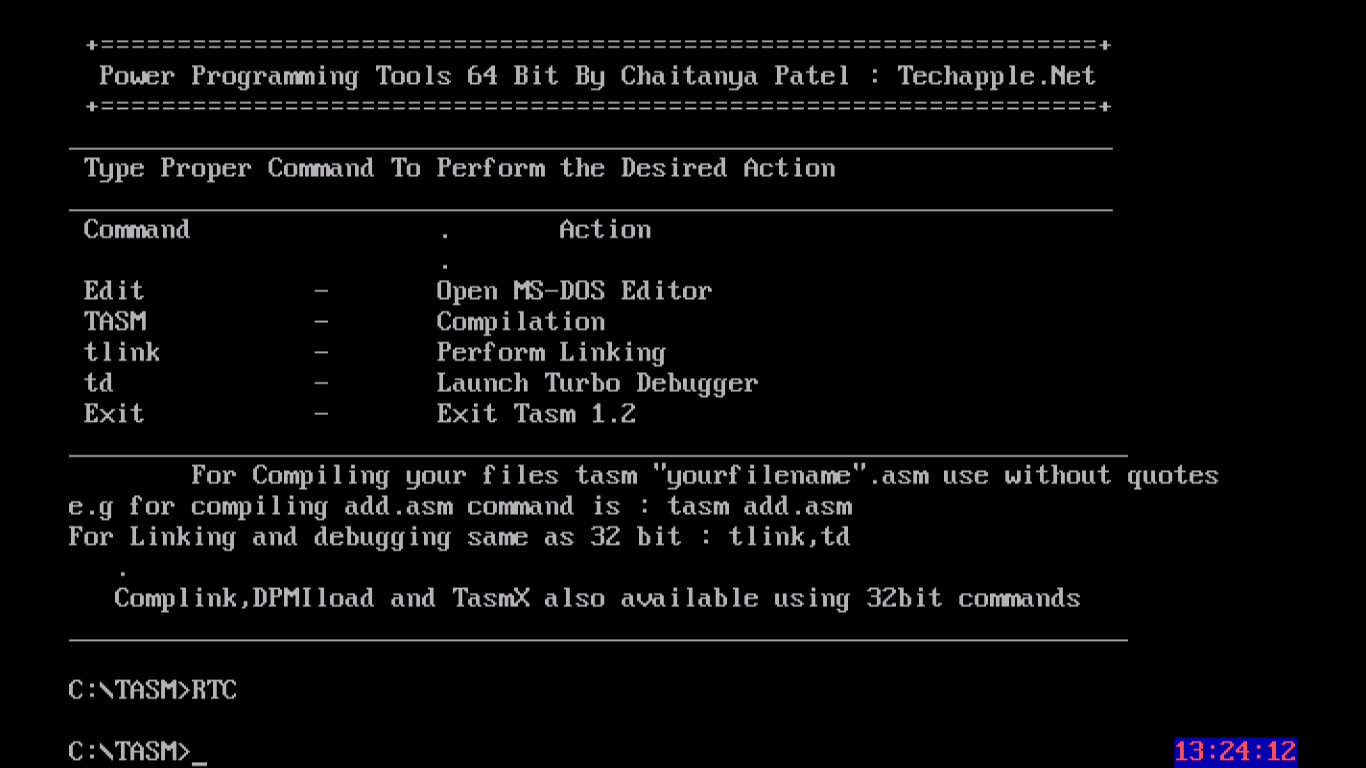 +=================================================================+
Power Programming Tools 64 Bit By Chaitanya Patel : Techapple.Net
+=================================================================+
Type Proper Command To Perform the Desired Action
Command . Action
.
Edit - Open MS-DOS Editor
TASM - Compilation
tlink - Perform Linking
td - Launch Turbo Debugger
Exit - Exit Tasm 1.2
For Compiling your files tasm "yourfilename".asm use without quotes
e.g for compiling add.asm command is : tasm add.asm
For Linking and debugging same as 32 bit : tlink,td
.
Complink,DPMIload and TasmX also available using 32bit commands
C:\TASM>RTC
C:\TASM>_ 13:24:12